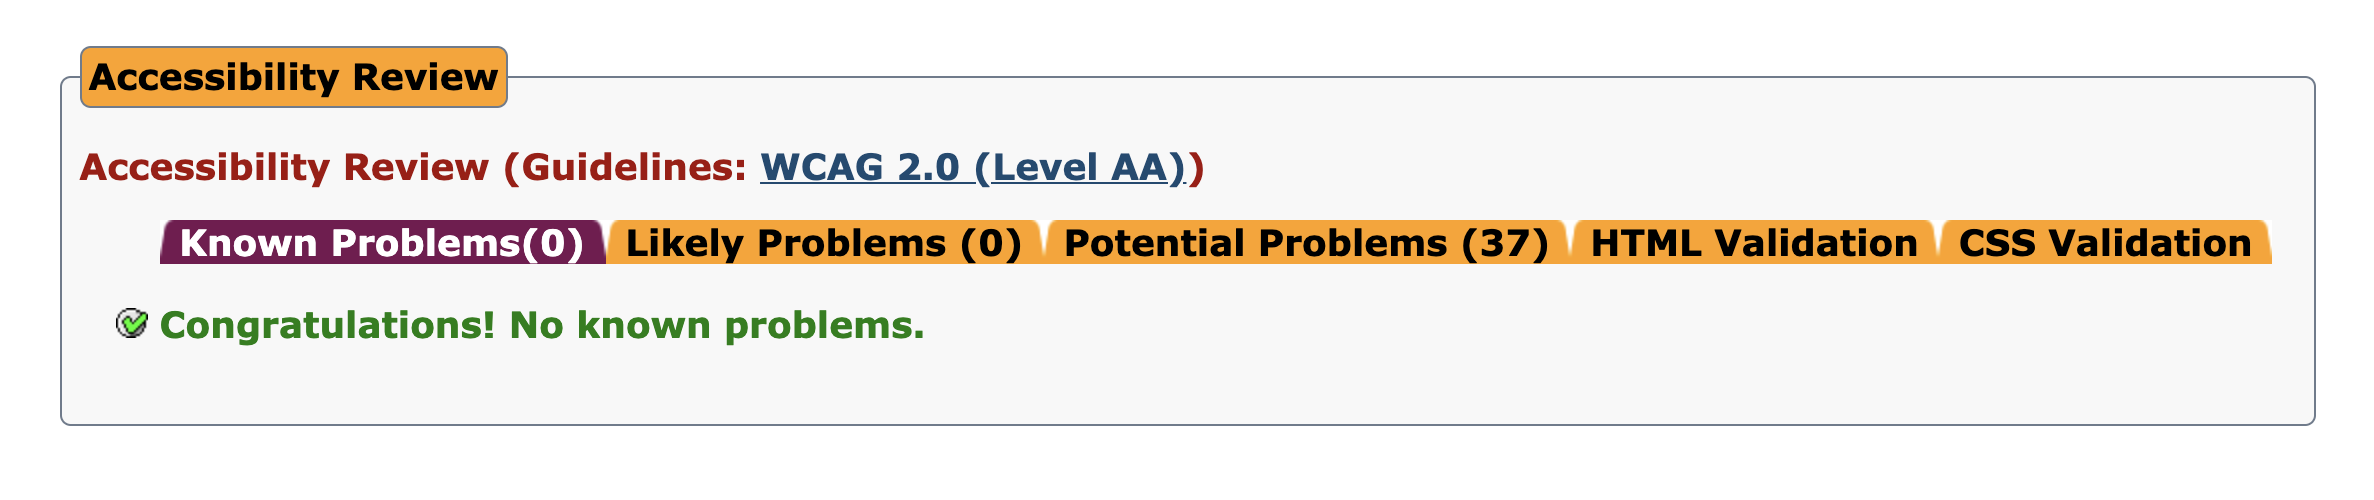 Accessibility Review
Accessibility Review (Guidelines: WCAG 2.0 (Level AA))
Known Problems(0) Likely Problems (0) Potential Problems (37) HTML Validation CSS Validation
Congratulations! No known problems.